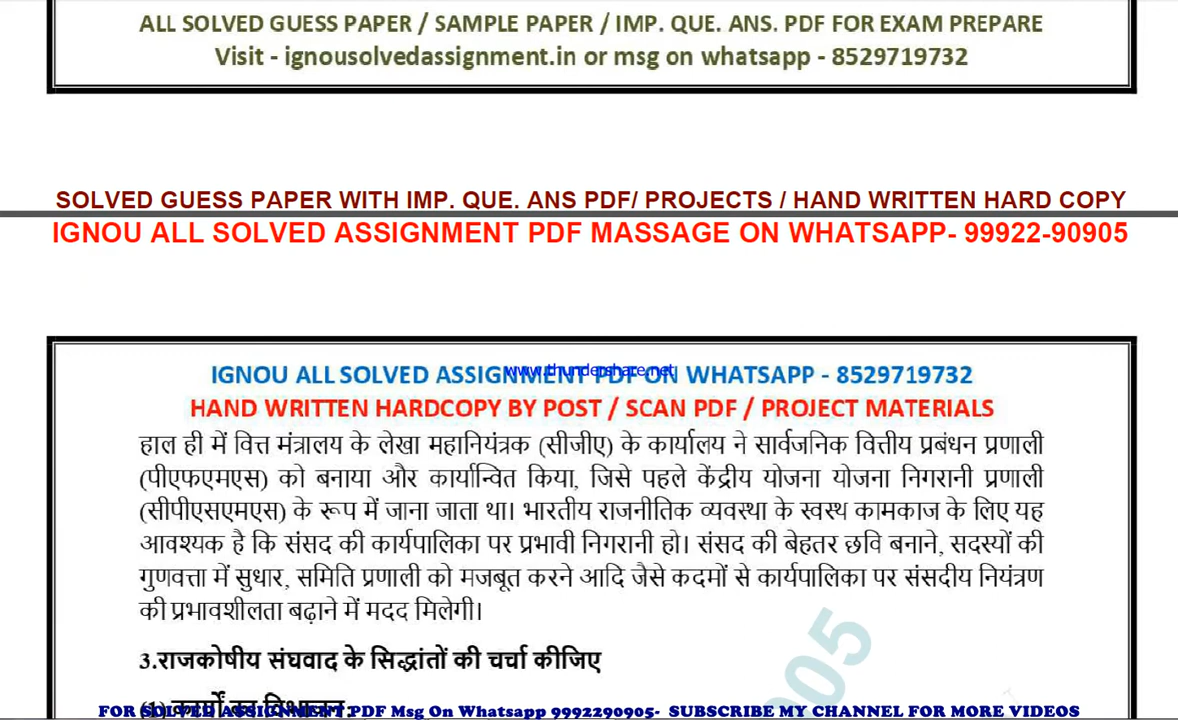 ALL SOLVED GUESS PAPER / SAMPLE PAPER / IMP. QUE. ANS. PDF FOR EXAM PREPARE
Visit - ignousolvedassignment.in or msg on whatsapp - 8529719732
SOLVED GUESS PAPER WITH IMP. QUE. ANS PDF/ PROJECTS / HAND WRITTEN HARD COPY
IGNOU ALL SOLVED ASSIGNMENT PDF MASSAGE ON WHATSAPP- 99922-90905
IGNOU ALL SOLVED ASSIGNMENT PDF ON WHATSAPP - 8529719732
www.thundershare.net
HAND WRITTEN HARDCOPY BY POST / SCAN PDF / PROJECT MATERIALS
हाल ही में वित्त मंत्रालय के लेखा महानियंत्रक (सीजीए) के कार्यालय ने सार्वजनिक वित्तीय प्रबंधन प्रणाली
(पीएफएमएस) को बनाया और कार्यान्वित किया, जिसे पहले केंद्रीय योजना योजना निगरानी प्रणाली
(सीपीएसएमएस) के रूप में जाना जाता था। भारतीय राजनीतिक व्यवस्था के स्वस्थ कामकाज के लिए यह
आवश्यक है कि संसद की कार्यपालिका पर प्रभावी निगरानी हो। संसद की बेहतर छवि बनाने, सदस्यों की
गुणवत्ता में सुधार, समिति प्रणाली को मजबूत करने आदि जैसे कदमों से कार्यपालिका पर संसदीय नियंत्रण
की प्रभावशीलता बढ़ाने में मदद मिलेगी।
3.राजकोषीय संघवाद के सिद्धांतों की चर्चा कीजिए
(1) कार्यों का विभाजन:
005
FOR SOLVED ASSIGNMENT PDF Msg On Whatsapp 9992290905- SUBSCRIBE MY CHANNEL FOR MORE VIDEOS